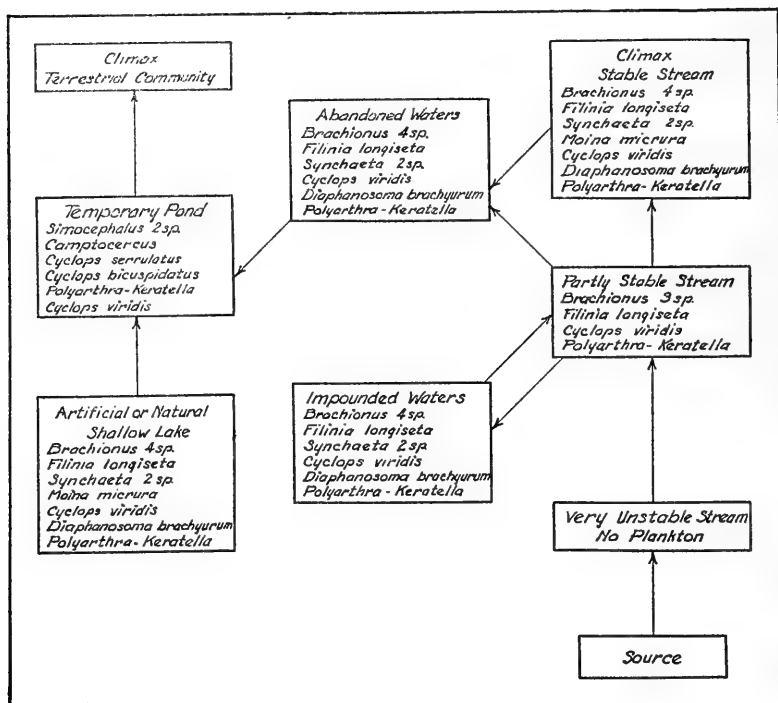 Climax
Terrestrial Community
Climax
Stable Stream
Brachionus 4 sp.
Filinia longiseta
Synchaeta 2 sp.
Moina micrura
Cyclops viridis
Diaphanosoma brachyurum
Polyarthra-Keratella
Abandoned Waters
Brachionus 4 sp.
Filinia longiseta
Synchaeta 2 sp.
Cyclops viridis
Diaphanosoma brachyurum
Polyarthra-Keratella
Temporary Pond
Simocephalus 2 sp.
Camptocercus
Cyclops serrulatus
Cyclops bicuspidatus
Polyarthra-Keratella
Cyclops viridis
Partly Stable Stream
Brachionus 3 sp.
Filinia longiseta
Cyclops viridis
Polyarthra-Keratella
Impounded Waters
Brachionus 4 sp.
Filinia longiseta
Synchaeta 2 sp.
Cyclops viridis
Diaphanosoma brachyurum
Polyarthra-Keratella
Artificial or Natural
Shallow Lake
Brachionus 4 sp.
Filinia longiseta
Synchaeta 2 sp.
Moina micrura
Cyclops viridis
Diaphanosoma brachyurum
Polyarthra-Keratella
Very Unstable Stream
No Plankton
Source